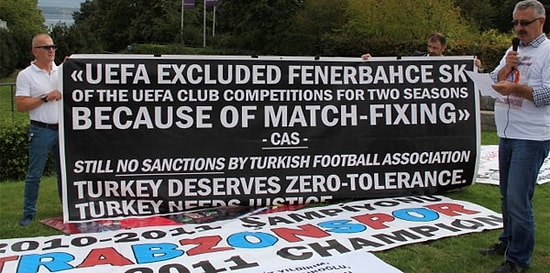 «UEFA EXCLUDED FENERBAHCE SK
OF THE UEFA CLUB COMPETITIONS FOR TWO SEASONS
BECAUSE OF MATCH-FIXING»
- CAS -
STILL NO SANCTIONS BY TURKISH FOOTBALL ASSOCIATION
TURKEY DESERVES ZERO-TOLERANCE.
TURKEY NEEDS JUSTICE
2010-2011
TRABZONSPOR
2011 CHAMPION